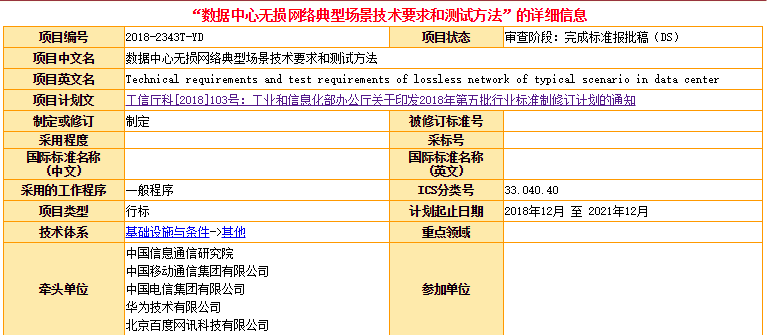 “数据中心无损网络典型场景技术要求和测试方法”的详细信息
项目编号 2018-2343T-YD 项目状态 审查阶段: 完成标准报批稿 (DS)
项目中文名 数据中心无损网络典型场景技术要求和测试方法
项目英文名 Technical requirements and test requirements of lossless network of typical scenario in data center
项目计划文 工信厅科[2018]103号: 工业和信息化部办公厅关于印发2018年第五批行业标准制修订计划的通知
制定或修订 制定 被修订标准号
采用程度 采标号
国际标准名称
(中文)
国际标准名称
(英文)
采用的工作程序 一般程序 ICS分类号 33.040.40
项目类型 行标 计划起止日期 2018年12月 至 2021年12月
技术体系 基础设施与条件->其他 重点领域
牵头单位
中国信息通信研究院
中国移动通信集团有限公司
中国电信集团有限公司
华为技术有限公司
北京百度网讯科技有限公司
参加单位